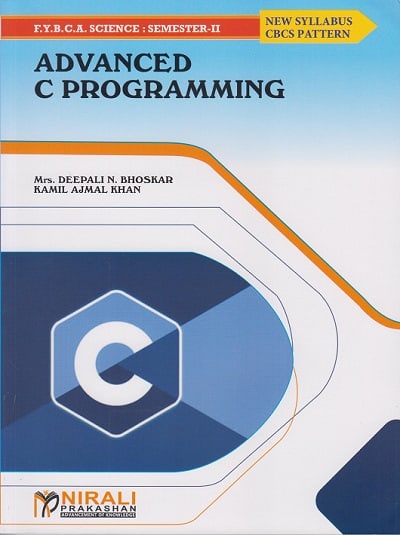 F.Y.B.C.A. SCIENCE : SEMESTER-II
NEW SYLLABUS
CBCS PATTERN
ADVANCED
C PROGRAMMING
Mrs. DEEPALI N. BHOSKAR
KAMIL AJMAL KHAN
C
NIRALI
PRAKASHAN
ADVANCEMENT OF KNOWLEDGE